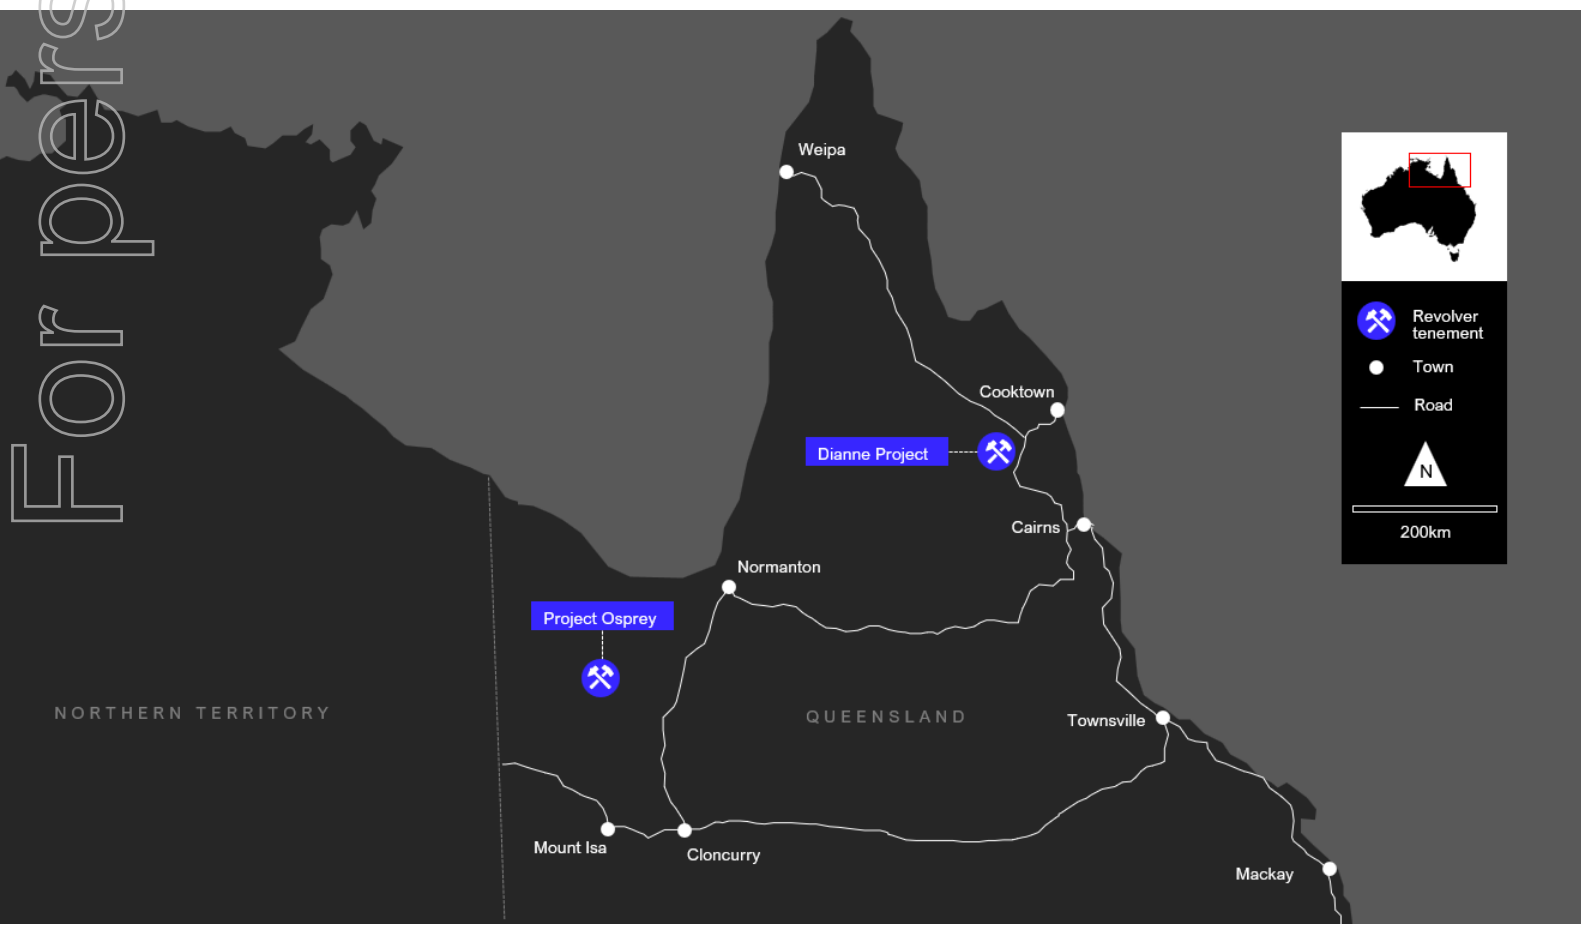 For pers
Weipa
Cooktown
Dianne Project
Cairns
Normanton
Project Osprey
NORTHERN TERRITORY
QUEENSLAND
Townsville
Mount Isa
Cloncurry
Mackay
Revolver
tenement
Town
Road
N
200km